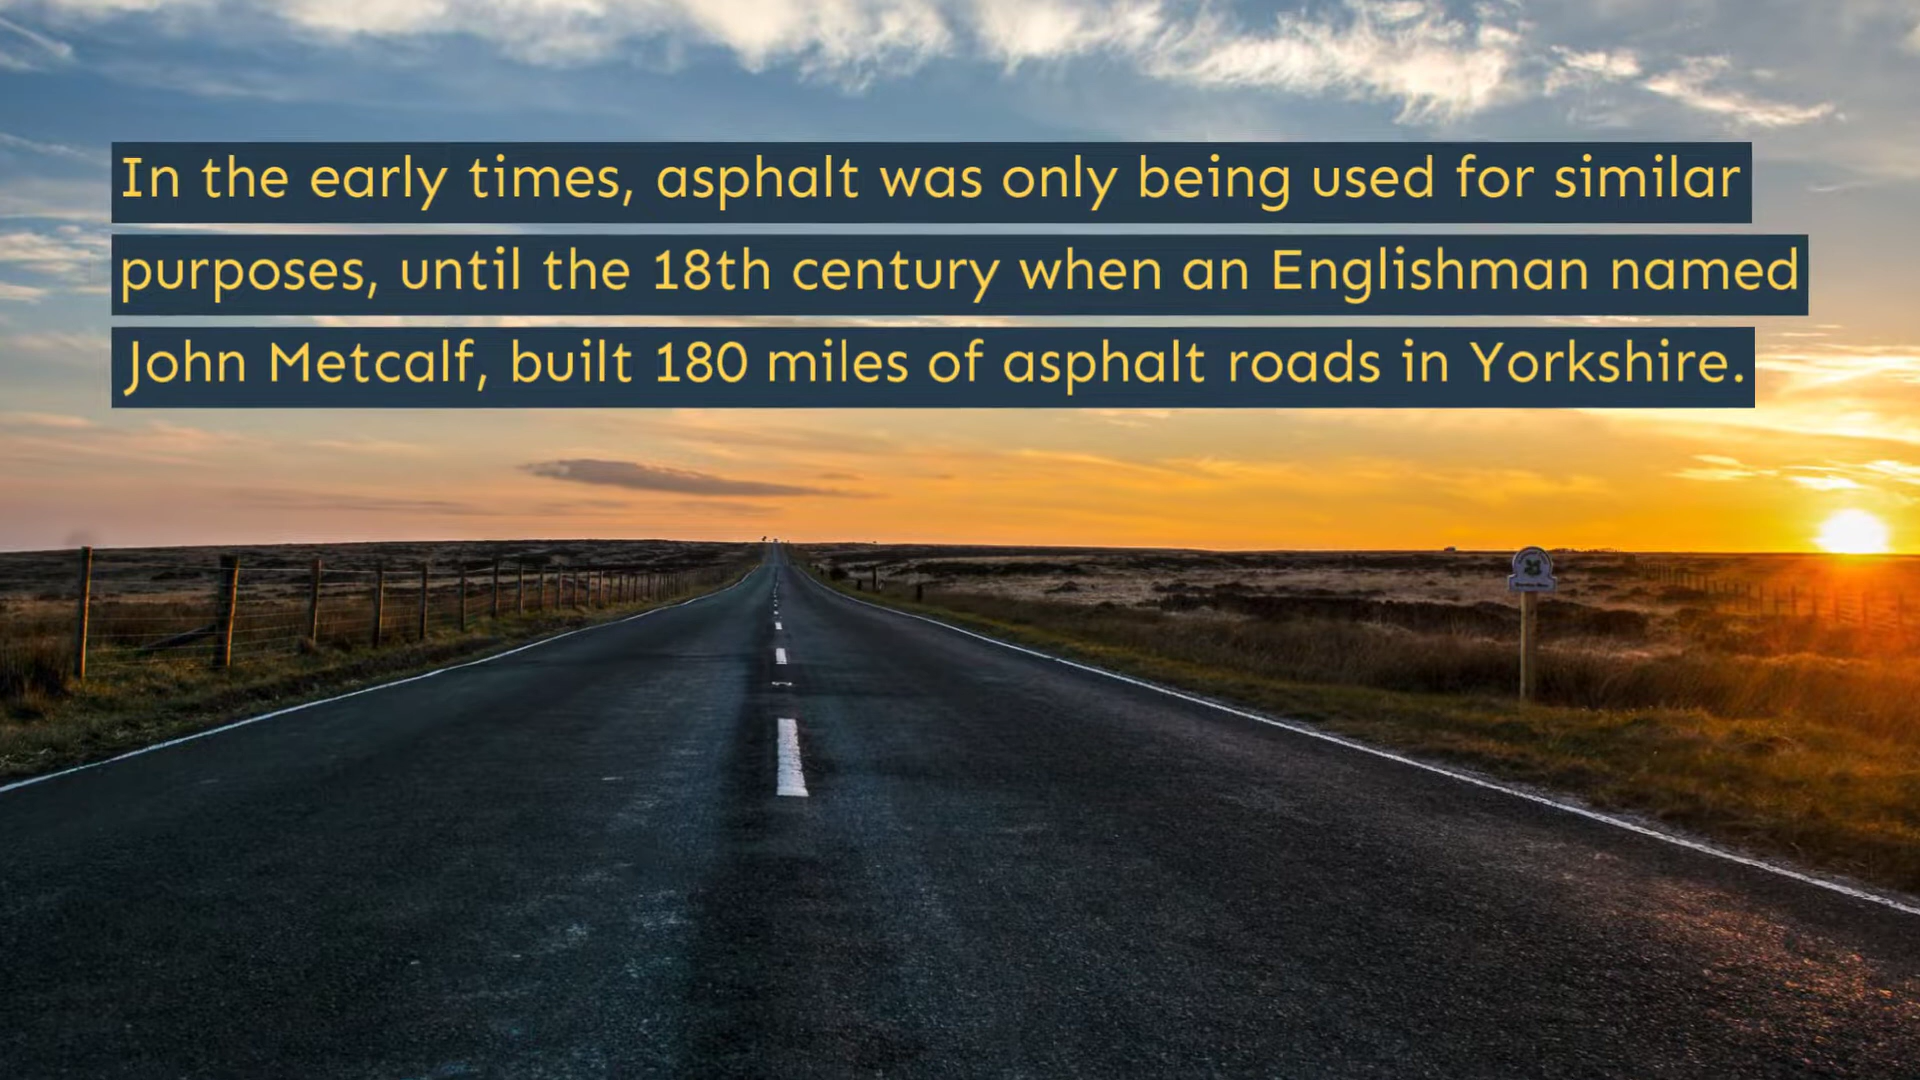 In the early times, asphalt was only being used for similar
purposes, until the 18th century when an Englishman named
John Metcalf, built 180 miles of asphalt roads in Yorkshire.